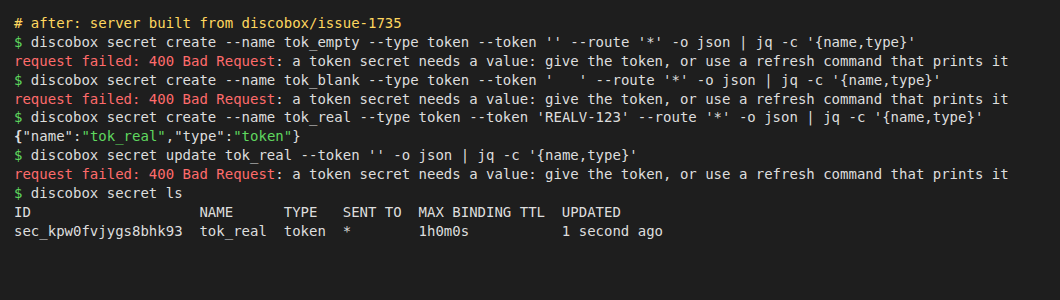 # after: server built from discobox/issue-1735
$ discobox secret create --name tok_empty --type token --token '' --route '*' -o json | jq -c '{name,type}'
request failed: 400 Bad Request: a token secret needs a value: give the token, or use a refresh command that prints it
$ discobox secret create --name tok_blank --type token --token '   ' --route '*' -o json | jq -c '{name,type}'
request failed: 400 Bad Request: a token secret needs a value: give the token, or use a refresh command that prints it
$ discobox secret create --name tok_real --type token --token 'REALV-123' --route '*' -o json | jq -c '{name,type}'
{"name":"tok_real","type":"token"}
$ discobox secret update tok_real --token '' -o json | jq -c '{name,type}'
request failed: 400 Bad Request: a token secret needs a value: give the token, or use a refresh command that prints it
$ discobox secret ls
ID                    NAME      TYPE   SENT TO  MAX BINDING TTL  UPDATED
sec_kpw0fvjygs8bhk93  tok_real  token  *        1h0m0s           1 second ago